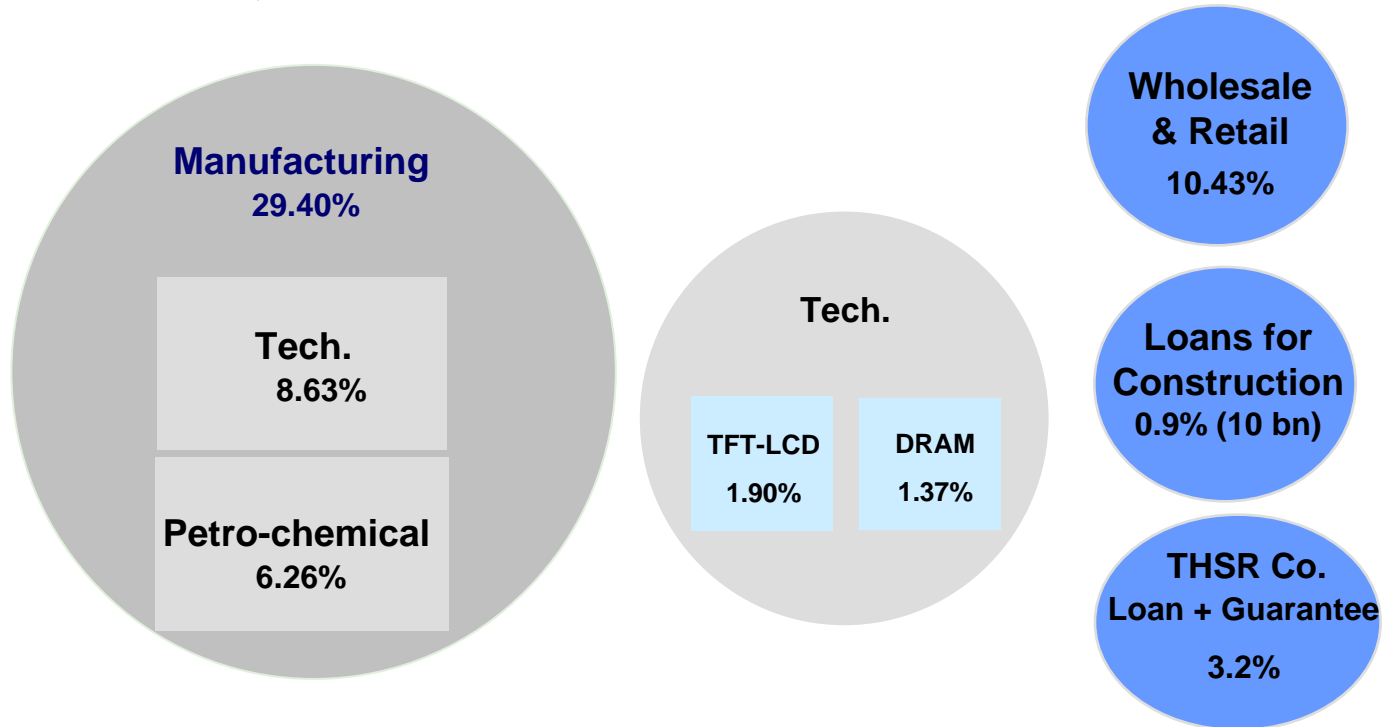 Manufacturing
29.40%
Tech.
8.63%
Petro-chemical
6.26%
Tech.
TFT-LCD
1.90%
DRAM
1.37%
Wholesale
& Retail
10.43%
Loans for
Construction
0.9% (10 bn)
THSR Co.
Loan + Guarantee
3.2%